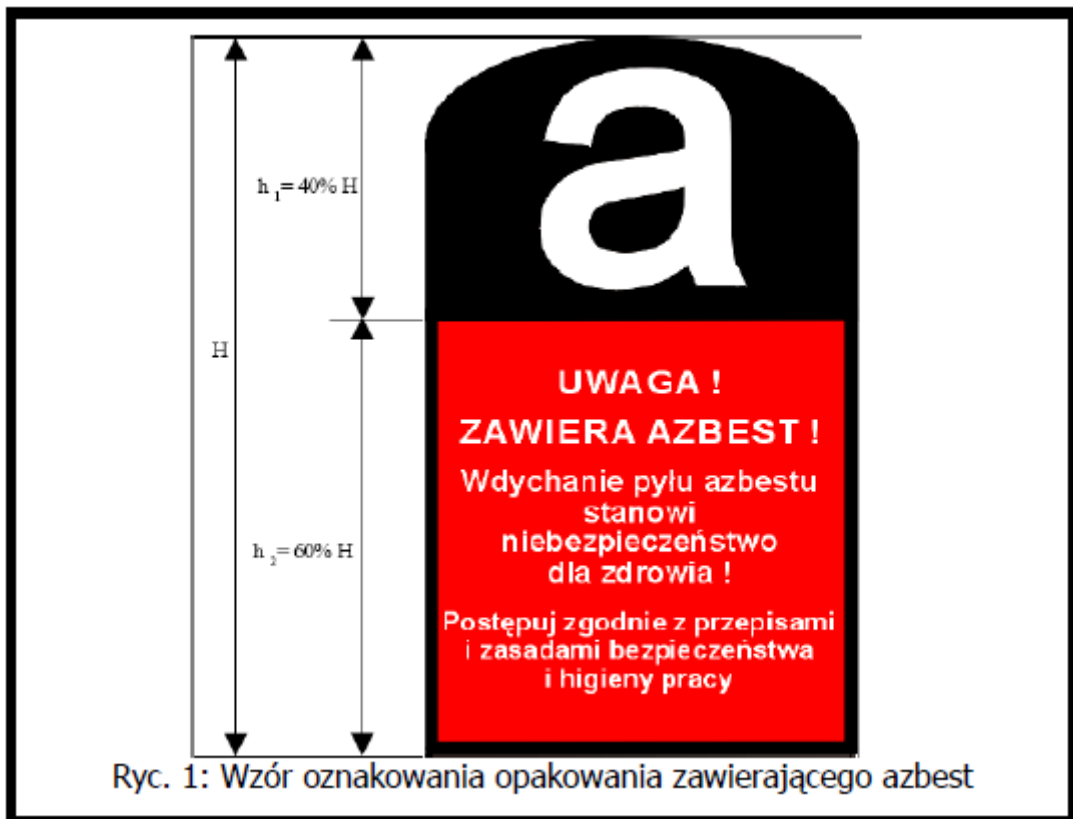 h 1= 40% H
H
h 2= 60% H
a
UWAGA !
ZAWIERA AZBEST !
Wdychanie pyłu azbestu
stanowi
niebezpieczeństwo
dla zdrowia !
Postępuj zgodnie z przepisami
i zasadami bezpieczeństwa
i higieny pracy
Ryc. 1: Wzór oznakowania opakowania zawierającego azbest